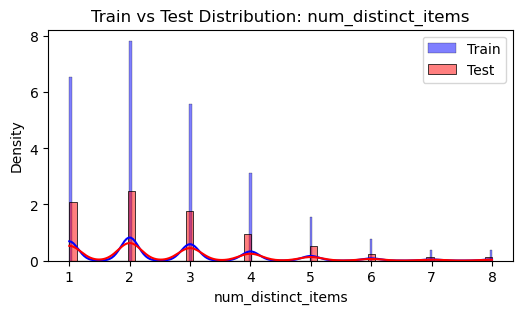 Train vs Test Distribution: num_distinct_items
8
6
4
2
0
Density
Train
Test
1 2 3 4 5 6 7 8
num_distinct_items